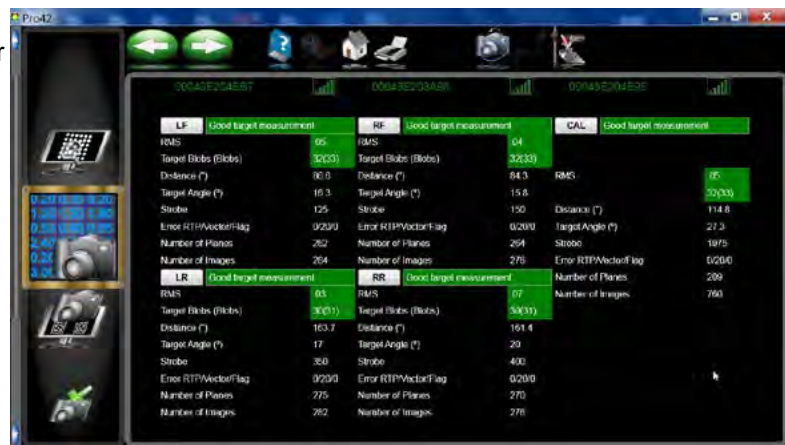 r
Pro42
LF Good target measurement
RMS 05
Target Blobs (Blobs) 32(33)
Distance (")
Target Angle (°) 16.3
Strobe 125
Error RTP/Vector/Flag 0/20/0
Number of Planes 262
Number of Images 264
RF Good target measurement
RMS 04
Target Blobs (Blobs) 32(33)
Distance (") 84.3
Target Angle (°) 15.8
Strobe 150
Error RTP/Vector/Flag 0/20/0
Number of Planes 264
Number of Images 276
CAL Good target measurement
RMS 05
32(33)
Distance (") 114.8
Target Angle (°) 27.3
Strobe 1975
Error RTP/Vector/Flag 0/20/0
Number of Planes 209
Number of Images 760
LR Good target measurement
RMS 03
Target Blobs (Blobs) 30(31)
Distance (") 163.7
Target Angle (°) 17
Strobe 350
Error RTP/Vector/Flag 0/20/0
Number of Planes 275
Number of Images 282
RR Good target measurement
RMS 07
Target Blobs (Blobs) 30(31)
Distance (") 161.4
Target Angle (°) 20
Strobe 400
Error RTP/Vector/Flag 0/20/0
Number of Planes 270
Number of Images 276